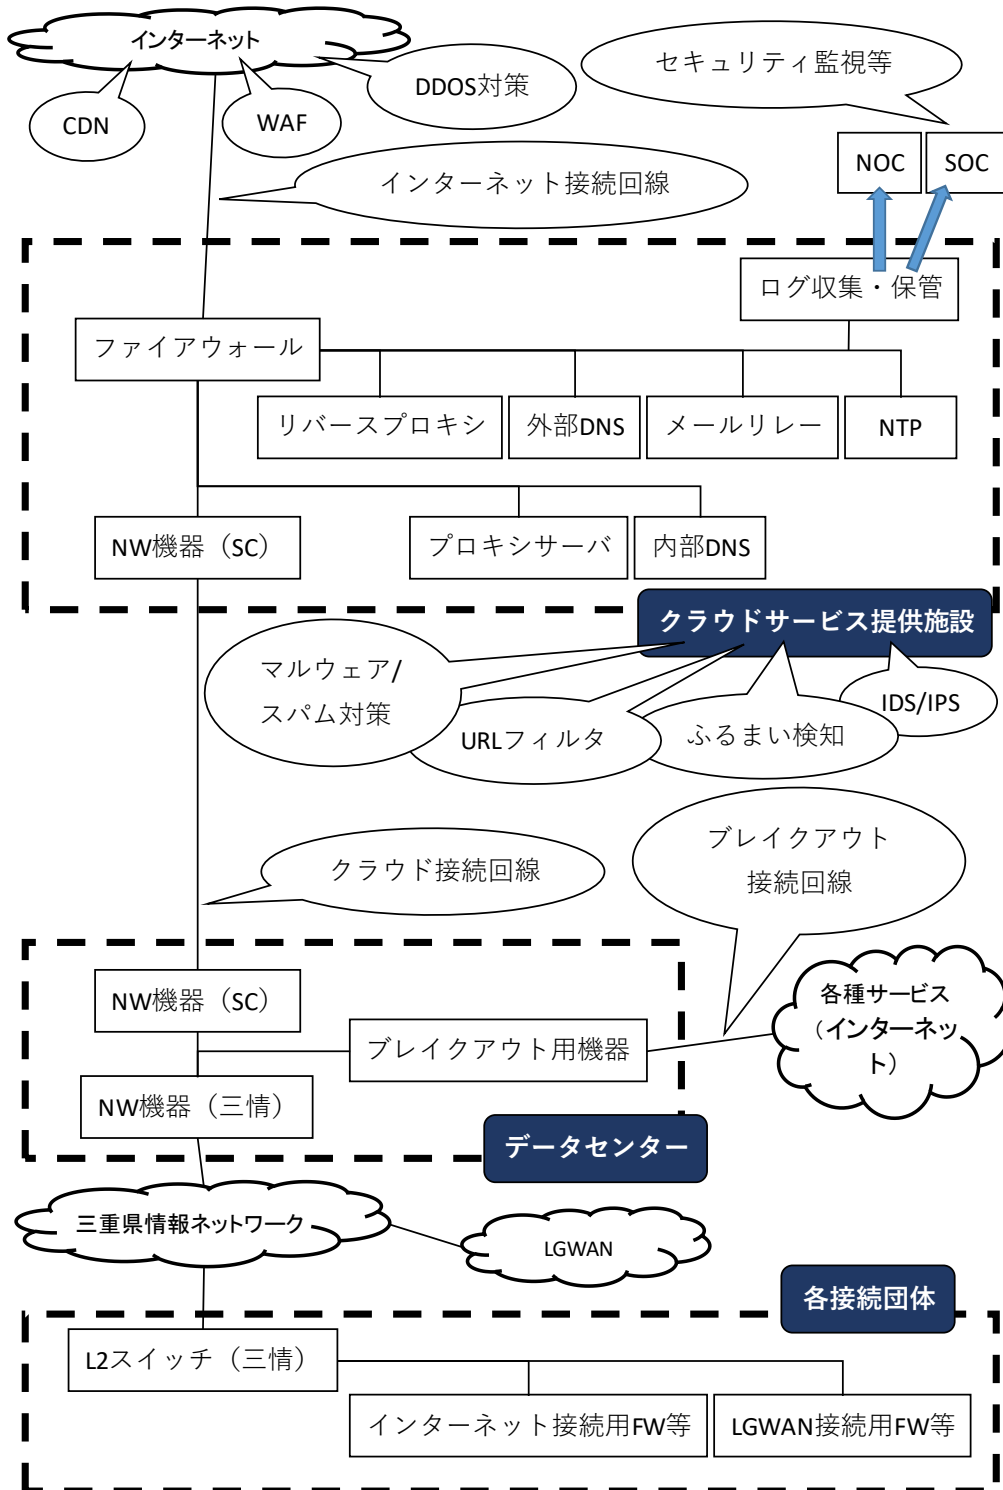 インターネット
CDN
WAF
DDOS対策
セキュリティ監視等
NOC
SOC
インターネット接続回線
ログ収集・保管
ファイアウォール
リバースプロキシ
外部DNS
メールリレー
NTP
NW機器（SC）
プロキシサーバ
内部DNS
クラウドサービス提供施設
マルウェア/
スパム対策
URLフィルタ
ふるまい検知
IDS/IPS
クラウド接続回線
ブレイクアウト
接続回線
NW機器（SC）
ブレイクアウト用機器
各種サービス
（インターネッ
ト）
NW機器（三情）
データセンター
三重県情報ネットワーク
LGWAN
各接続団体
L2スイッチ（三情）
インターネット接続用FW等
LGWAN接続用FW等